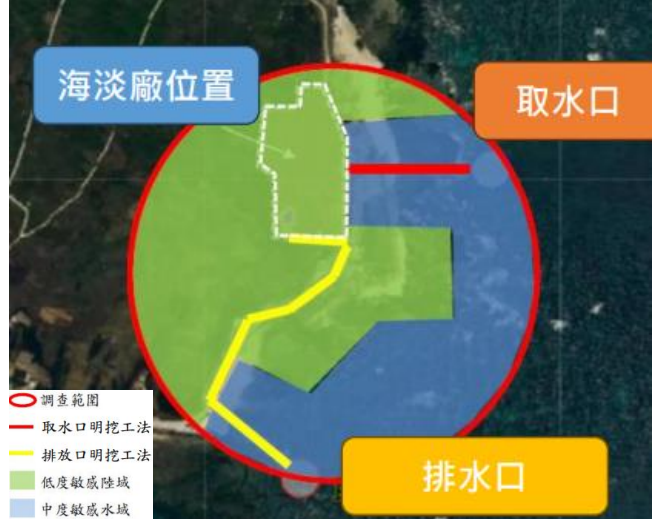 海淡廠位置
取水口
調查範圍
取水口明挖工法
排放口明挖工法
低度敏感陸域
中度敏感水域
排水口